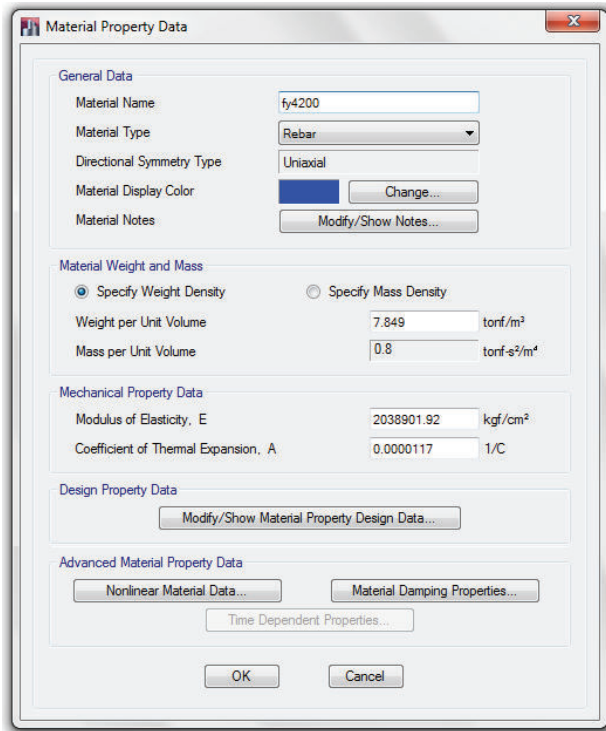 Material Property Data
General Data
Material Name fy4200
Material Type Rebar
Directional Symmetry Type Uniaxial
Material Display Color Change...
Material Notes Modify/Show Notes...
Material Weight and Mass
Specify Weight Density Specify Mass Density
Weight per Unit Volume 7.849 tonf/m³
Mass per Unit Volume 0.8 tonf-s²/m⁴
Mechanical Property Data
Modulus of Elasticity, E 2038901.92 kgf/cm²
Coefficient of Thermal Expansion, A 0.0000117 1/C
Design Property Data
Modify/Show Material Property Design Data...
Advanced Material Property Data
Nonlinear Material Data... Material Damping Properties...
Time Dependent Properties...
OK Cancel